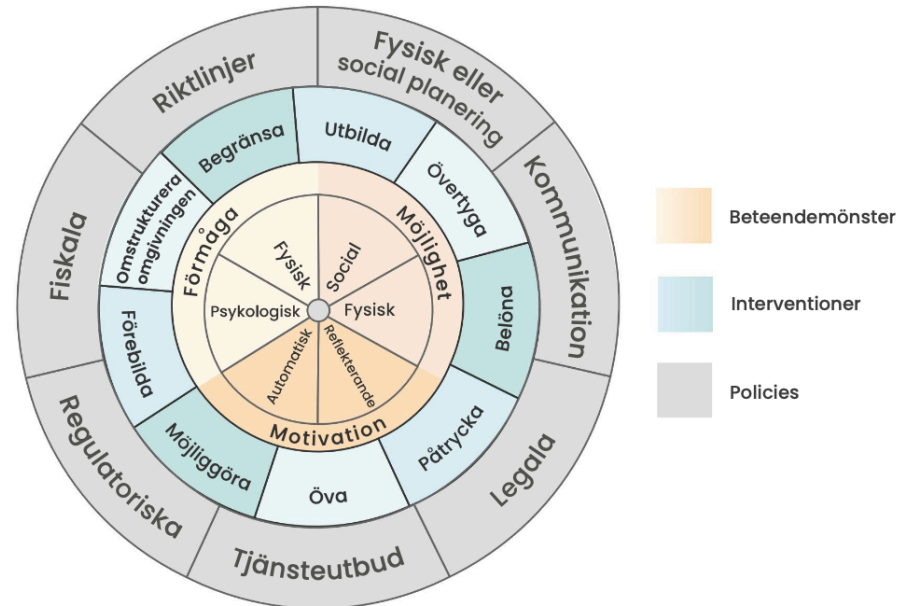 Riktlinjer
Fysisk eller
social planering
Kommunikation
Legala
Tjänsteutbud
Regulatoriska
Fiskala
Begränsa
Utbilda
Övertyga
Belöna
Påtrycka
Öva
Möjliggöra
Förebilda
Omstrukturera
omgivningen
Förmåga
Möjlighet
Motivation
Fysisk
Social
Psykologisk
Fysisk
Automatisk
Reflekterande
Beteendemönster
Interventioner
Policies